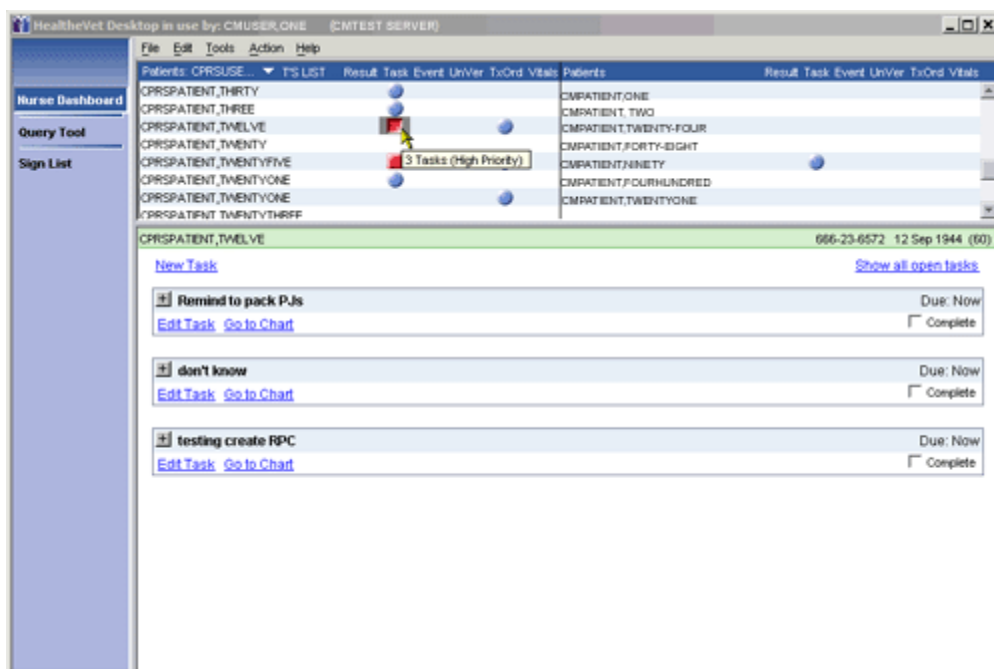 HealtheVet Desktop in use by: CMUSER,ONE (CMTEST SERVER)
File Edit Tools Action Help
Patients: CPRSUSE... T'S LIST Result Task Event UnVer TxOrd Vitals Patients Result Task Event UnVer TxOrd Vitals
Nurse Dashboard
Query Tool
Sign List
CPRSPATIENT,THIRTY
CPRSPATIENT,THREE
CPRSPATIENT,TWELVE
CPRSPATIENT,TWENTY
CPRSPATIENT,TWENTYFIVE
CPRSPATIENT,TWENTYONE
CPRSPATIENT,TWENTYONE
CPRSPATIENT,TWENTYTHREE
3 Tasks (High Priority)
CMPATIENT,ONE
CMPATIENT, TWO
CMPATIENT,TWENTY-FOUR
CMPATIENT,FORTY-EIGHT
CMPATIENT,NINETY
CMPATIENT,FOURHUNDRED
CMPATIENT,TWENTYONE
CPRSPATIENT,TWELVE 666-23-6572 12 Sep 1944 (60)
New Task Show all open tasks
Remind to pack PJs Due: Now
Edit Task Go to Chart Complete
don't know Due: Now
Edit Task Go to Chart Complete
testing create RPC Due: Now
Edit Task Go to Chart Complete